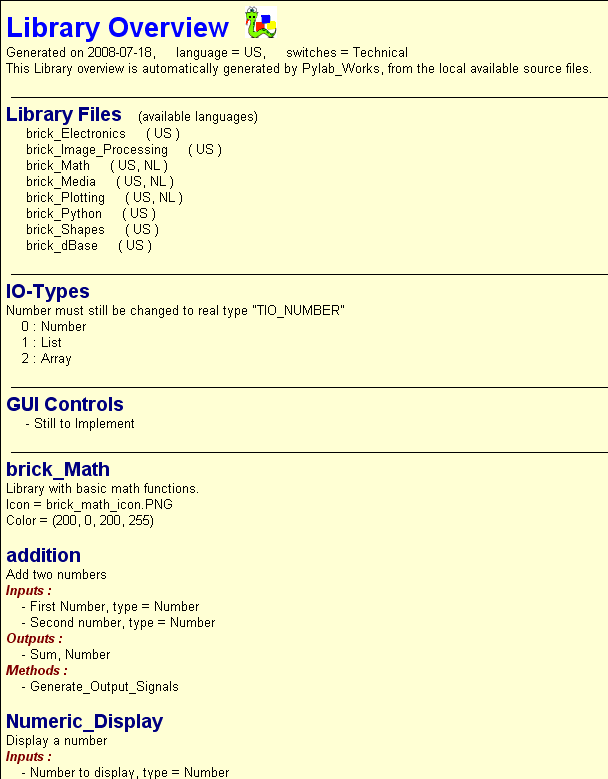 Library Overview
Generated on 2008-07-18, language = US, switches = Technical
This Library overview is automatically generated by Pylab_Works, from the local available source files.
Library Files (available languages)
brick_Electronics ( US )
brick_Image_Processing ( US )
brick_Math ( US, NL )
brick_Media ( US, NL )
brick_Plotting ( US, NL )
brick_Python ( US )
brick_Shapes ( US )
brick_dBase ( US )
IO-Types
Number must still be changed to real type "TIO_NUMBER"
0 : Number
1 : List
2 : Array
GUI Controls
- Still to Implement
brick_Math
Library with basic math functions.
Icon = brick_math_icon.PNG
Color = (200, 0, 200, 255)
addition
Add two numbers
Inputs :
- First Number, type = Number
- Second number, type = Number
Outputs :
- Sum, Number
Methods :
- Generate_Output_Signals
Numeric_Display
Display a number
Inputs :
- Number to display, type = Number